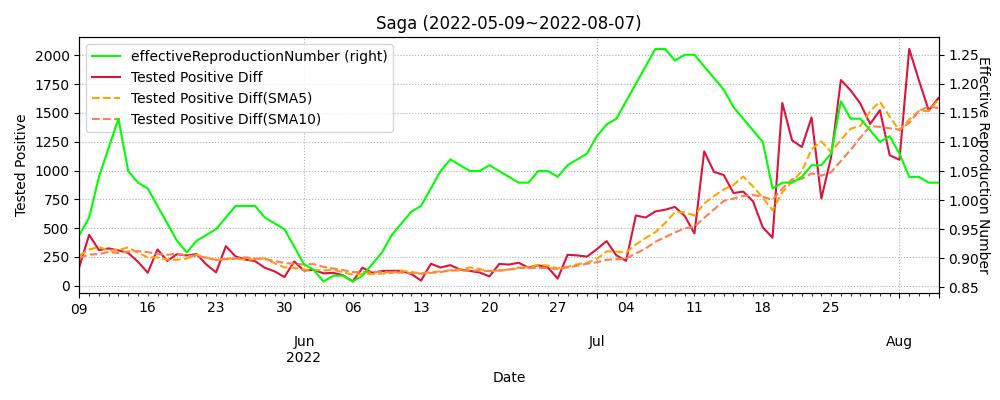 Saga (2022-05-09~2022-08-07)
effectiveReproductionNumber (right)
Tested Positive Diff
Tested Positive Diff(SMA5)
Tested Positive Diff(SMA10)
Tested Positive
2000
1750
1500
1250
1000
750
500
250
0
1.25
1.20
1.15
1.10
1.05
1.00
0.95
0.90
0.85
Effective Reproduction Number
09 16 23 30 06 13 20 27 04 11 18 25
Jun Jul Aug
2022
Date